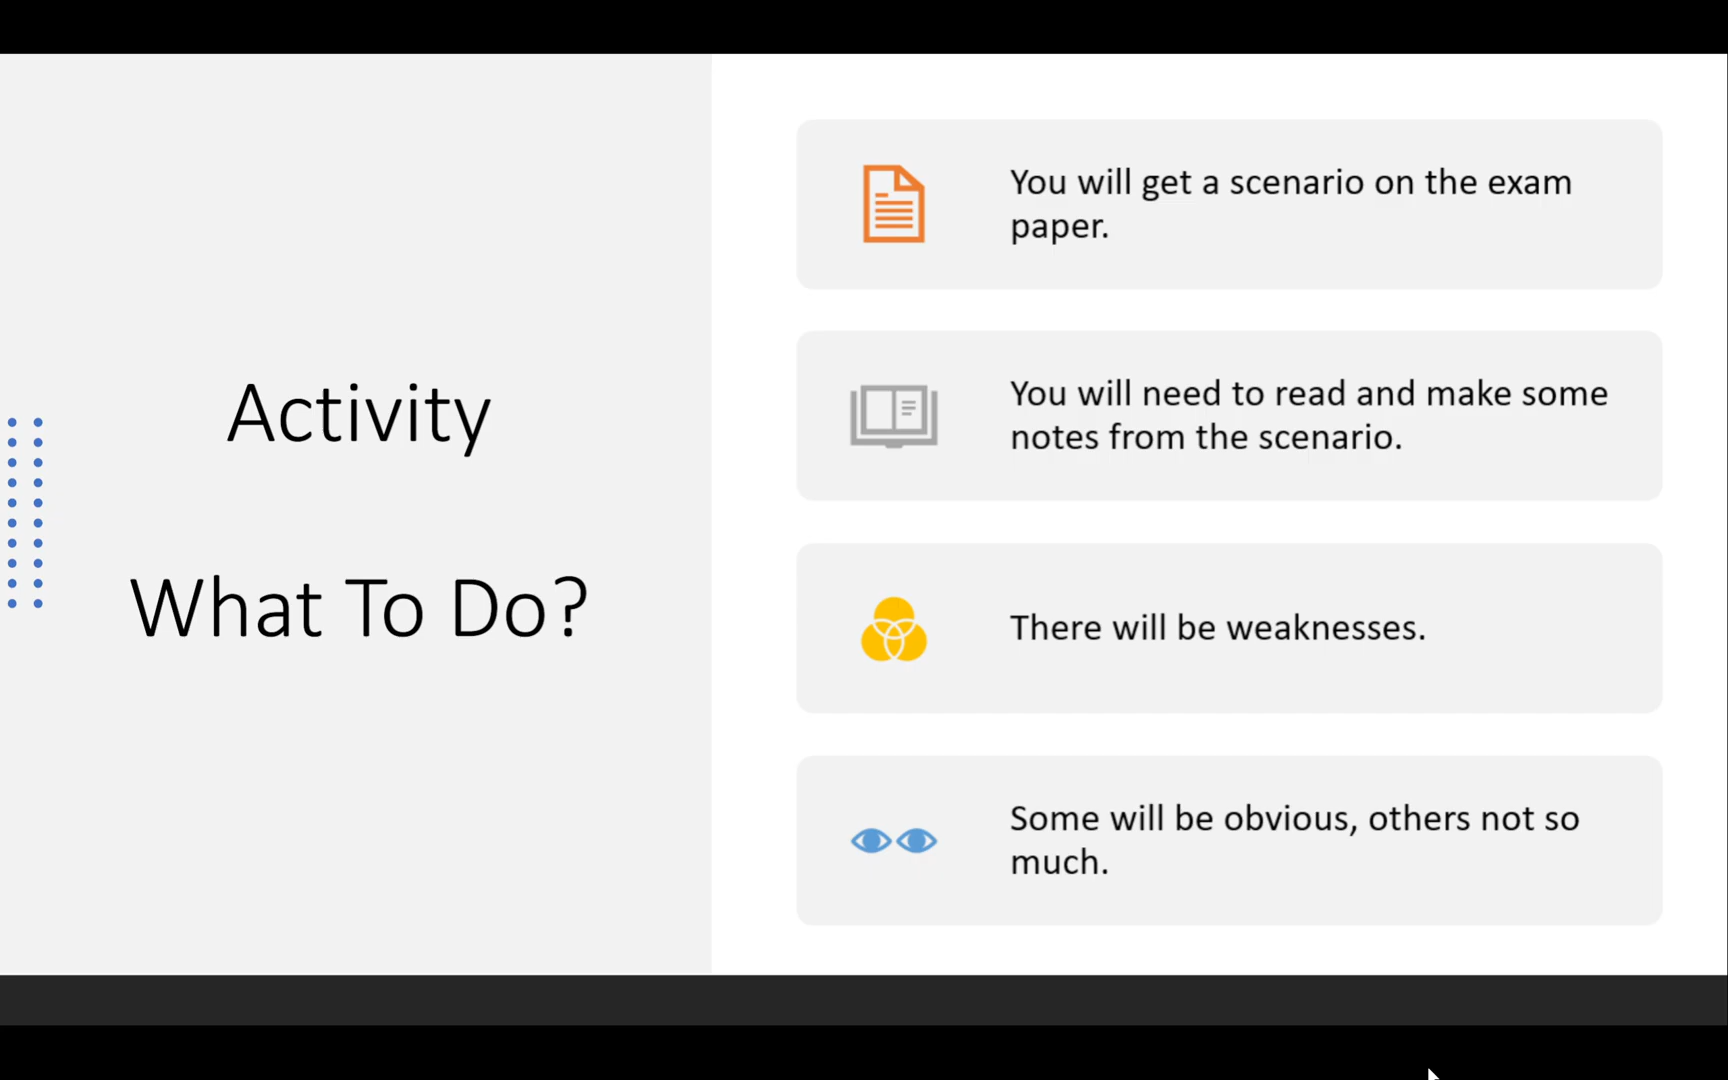 Activity
What To Do?
You will get a scenario on the exam
paper.
You will need to read and make some
notes from the scenario.
There will be weaknesses.
Some will be obvious, others not so
much.